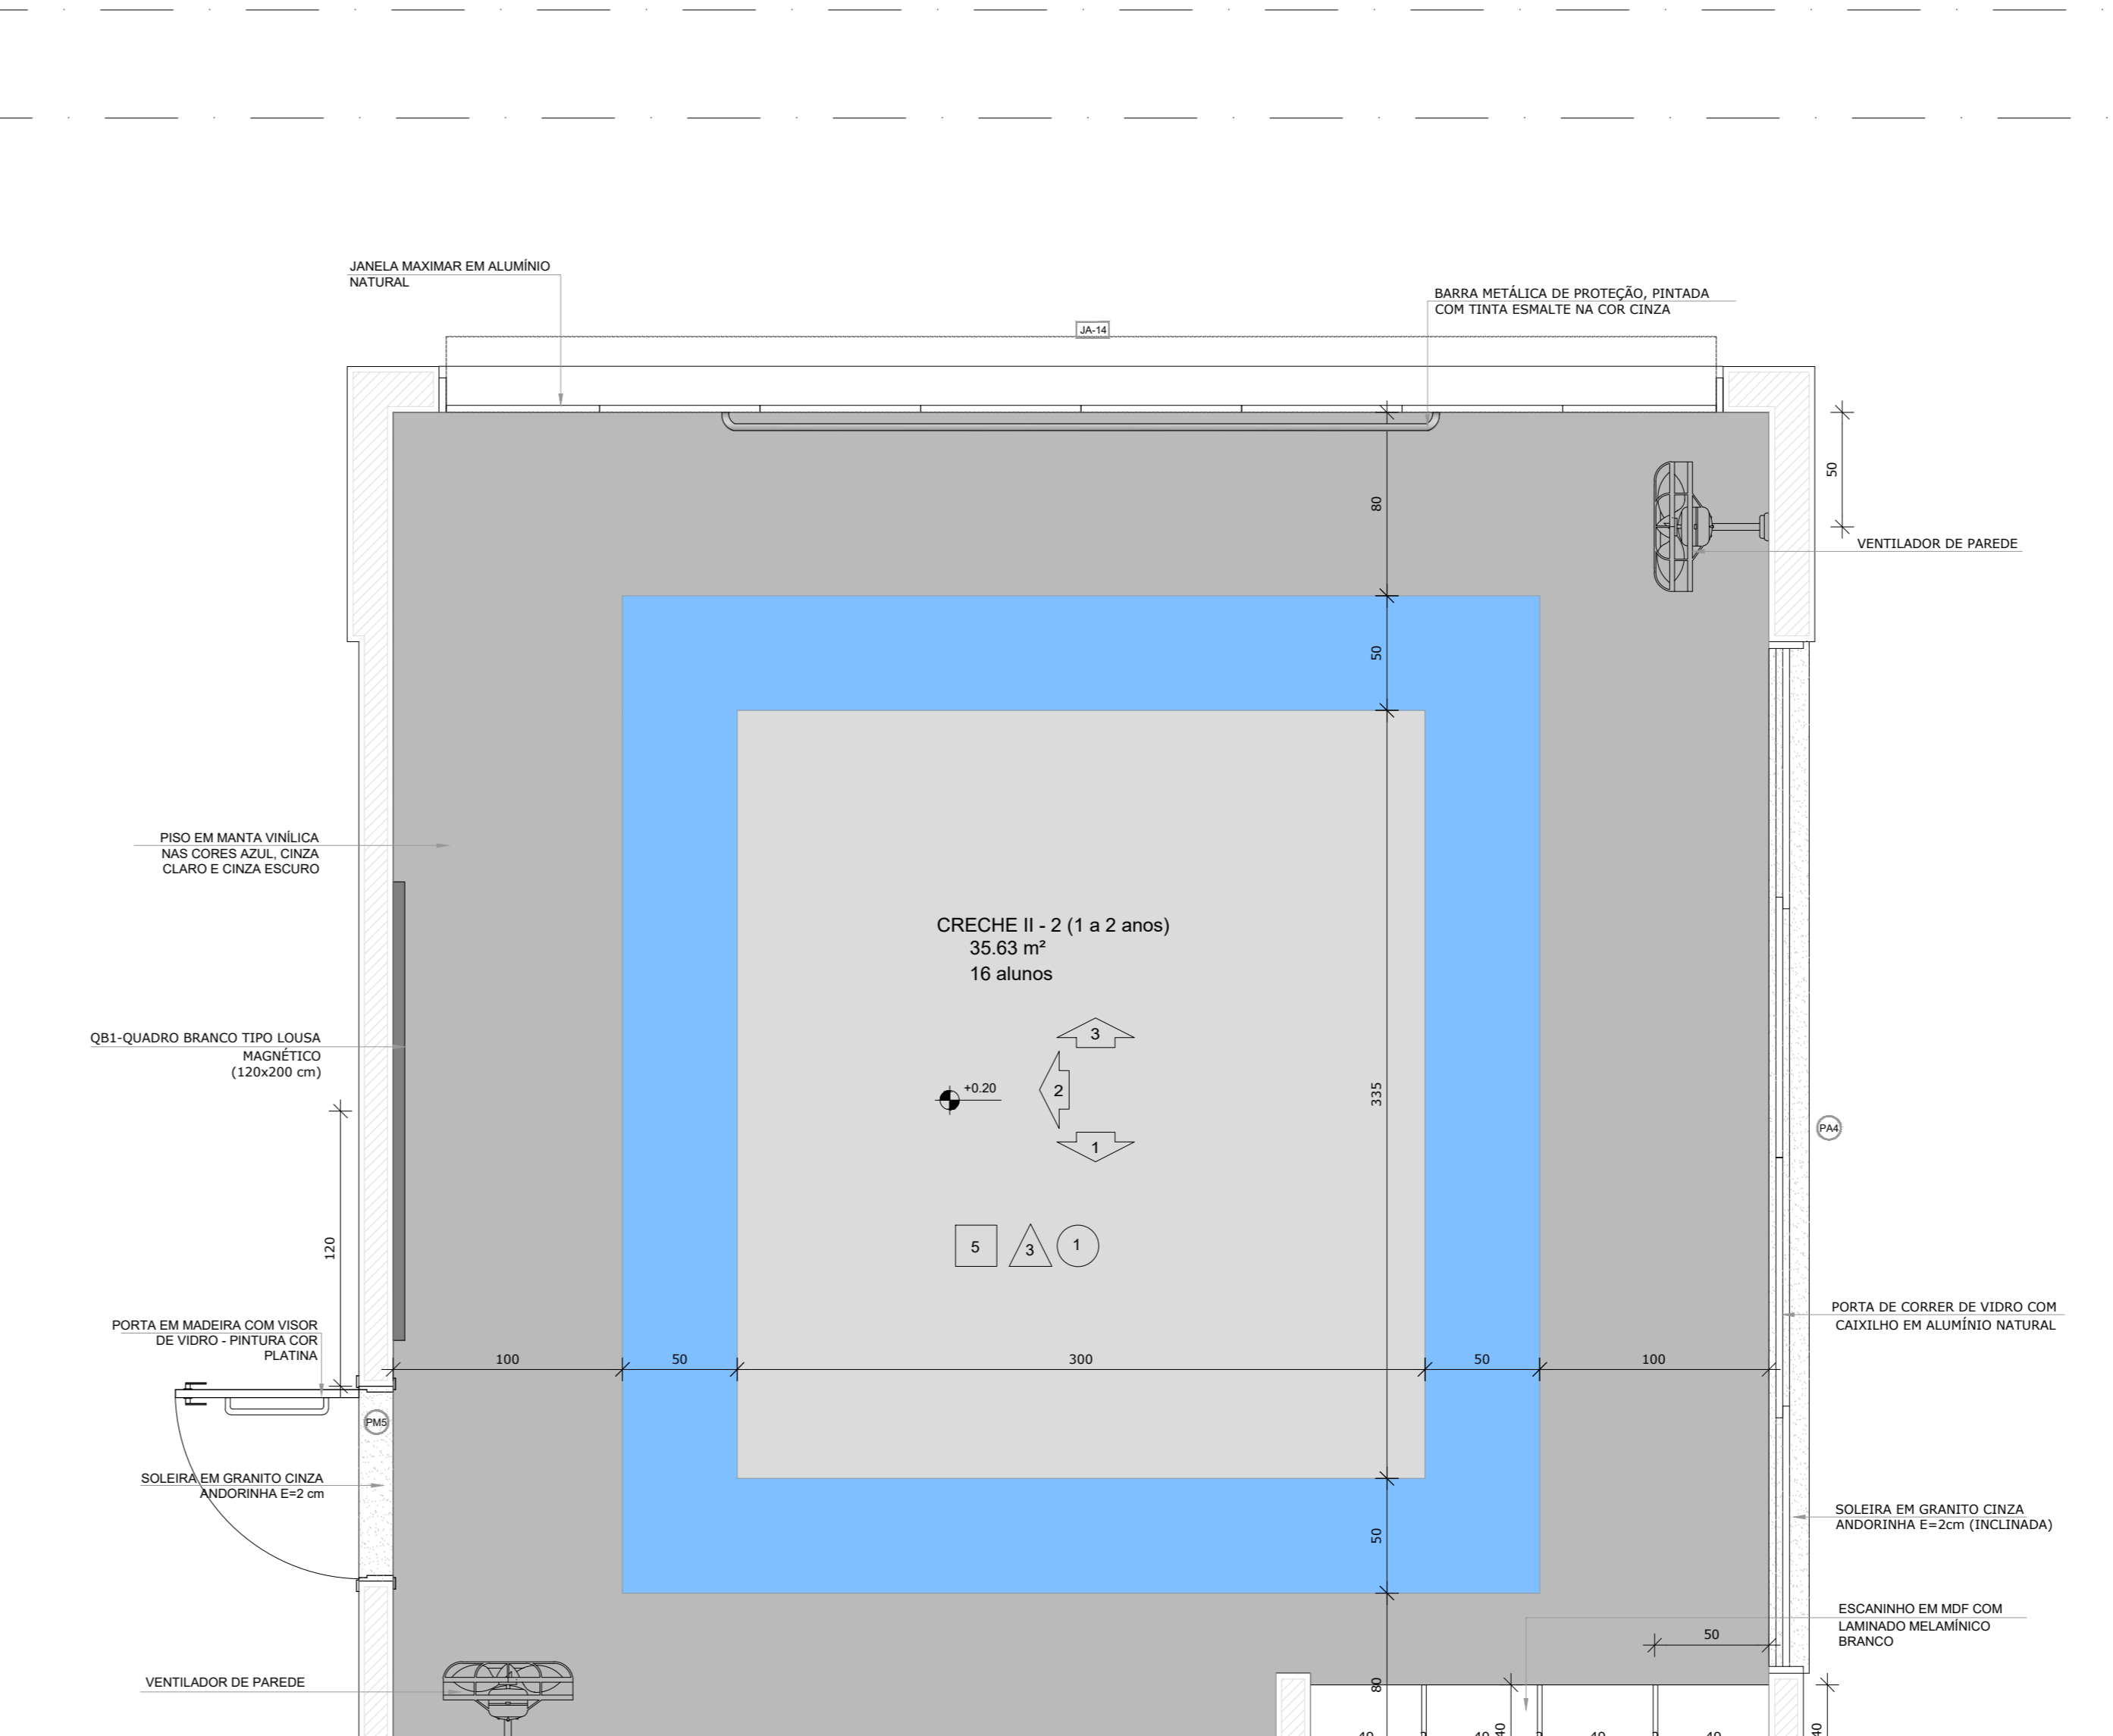 JANELA MAXIMAR EM ALUMÍNIO
NATURAL
BARRA METÁLICA DE PROTEÇÃO, PINTADA
COM TINTA ESMALTE NA COR CINZA
JA-14
50
80
VENTILADOR DE PAREDE
50
PISO EM MANTA VINÍLICA
NAS CORES AZUL, CINZA
CLARO E CINZA ESCURO
CRECHE II - 2 (1 a 2 anos)
35.63 m²
16 alunos
QB1-QUADRO BRANCO TIPO LOUSA
MAGNÉTICO
(120x200 cm)
3
+0.20
2
335
1
PA4
120
5
3
1
PORTA DE CORRER DE VIDRO COM
CAIXILHO EM ALUMÍNIO NATURAL
PORTA EM MADEIRA COM VISOR
DE VIDRO - PINTURA COR
PLATINA
100
50
300
50
100
PM5
SOLEIRA EM GRANITO CINZA
ANDORINHA E=2 cm
SOLEIRA EM GRANITO CINZA
ANDORINHA E=2cm (INCLINADA)
50
ESCANINHO EM MDF COM
LAMINADO MELAMÍNICO
BRANCO
50
VENTILADOR DE PAREDE
80
40
40